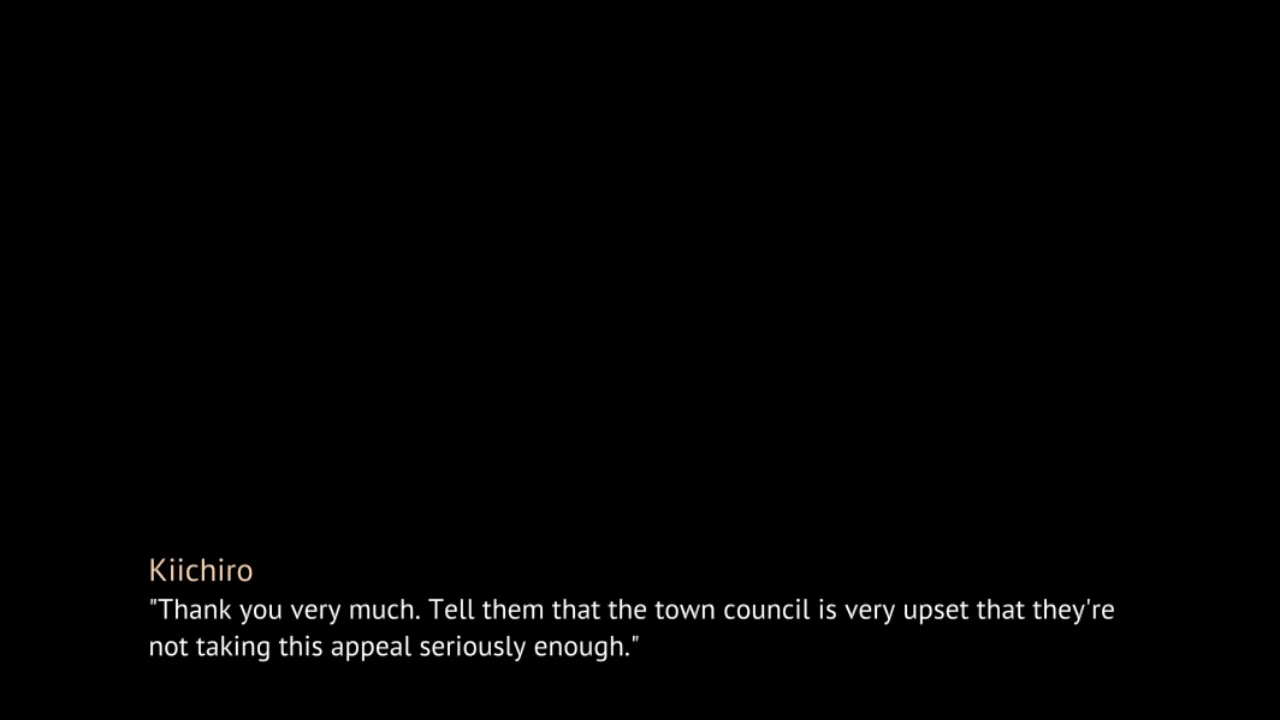 Kiichiro
"Thank you very much. Tell them that the town council is very upset that they're
not taking this appeal seriously enough."